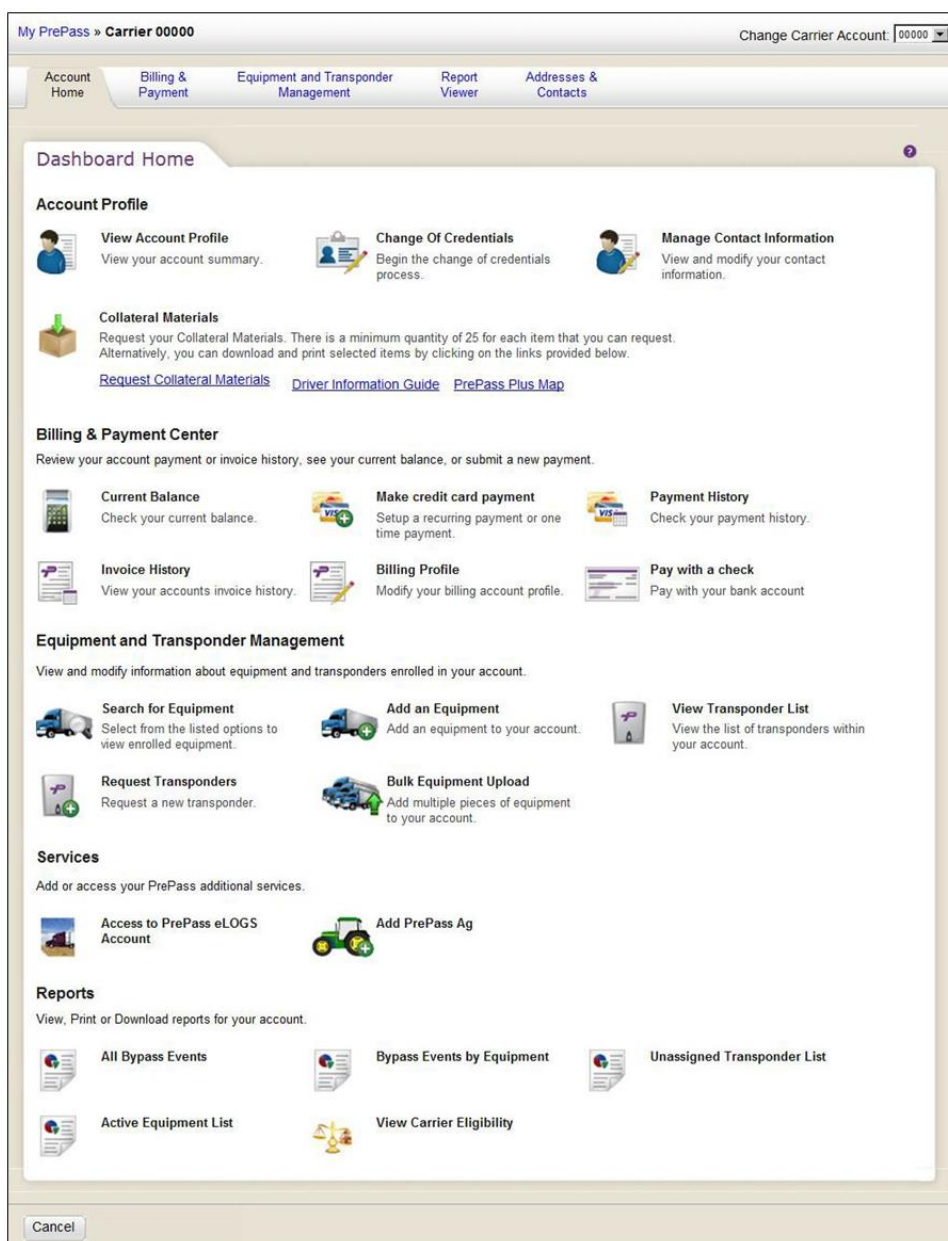 My PrePass » Carrier 00000
Change Carrier Account: 00000
Account Home
Billing & Payment
Equipment and Transponder Management
Report Viewer
Addresses & Contacts
Dashboard Home
?
Account Profile
View Account Profile
View your account summary.
Change Of Credentials
Begin the change of credentials
process.
Manage Contact Information
View and modify your contact
information.
Collateral Materials
Request your Collateral Materials. There is a minimum quantity of 25 for each item that you can request.
Alternatively, you can download and print selected items by clicking on the links provided below.
Request Collateral Materials Driver Information Guide PrePass Plus Map
Billing & Payment Center
Review your account payment or invoice history, see your current balance, or submit a new payment.
Current Balance
Check your current balance.
Make credit card payment
Setup a recurring payment or one
time payment.
Payment History
Check your payment history.
Invoice History
View your accounts invoice history.
Billing Profile
Modify your billing account profile.
Pay with a check
Pay with your bank account
Equipment and Transponder Management
View and modify information about equipment and transponders enrolled in your account.
Search for Equipment
Select from the listed options to
view enrolled equipment.
Add an Equipment
Add an equipment to your account.
View Transponder List
View the list of transponders within
your account.
Request Transponders
Request a new transponder.
Bulk Equipment Upload
Add multiple pieces of equipment
to your account.
Services
Add or access your PrePass additional services.
Access to PrePass eLOGS
Account
Add PrePass Ag
Reports
View, Print or Download reports for your account.
All Bypass Events
Bypass Events by Equipment
Unassigned Transponder List
Active Equipment List
View Carrier Eligibility
Cancel